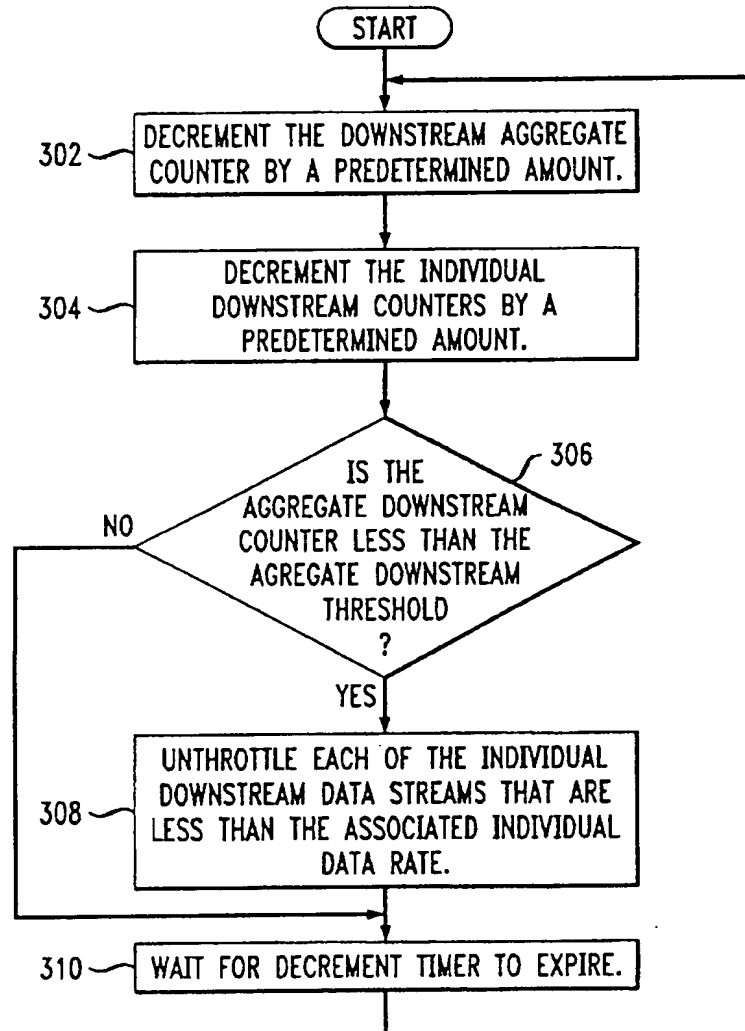 START
302
DECREMENT THE DOWNSTREAM AGGREGATE
COUNTER BY A PREDETERMINED AMOUNT.
304
DECREMENT THE INDIVIDUAL
DOWNSTREAM COUNTERS BY A
PREDETERMINED AMOUNT.
306
IS THE
AGGREGATE DOWNSTREAM
COUNTER LESS THAN THE
AGREGATE DOWNSTREAM
THRESHOLD
?
NO
YES
308
UNTHROTTLE EACH OF THE INDIVIDUAL
DOWNSTREAM DATA STREAMS THAT ARE
LESS THAN THE ASSOCIATED INDIVIDUAL
DATA RATE.
310
WAIT FOR DECREMENT TIMER TO EXPIRE.